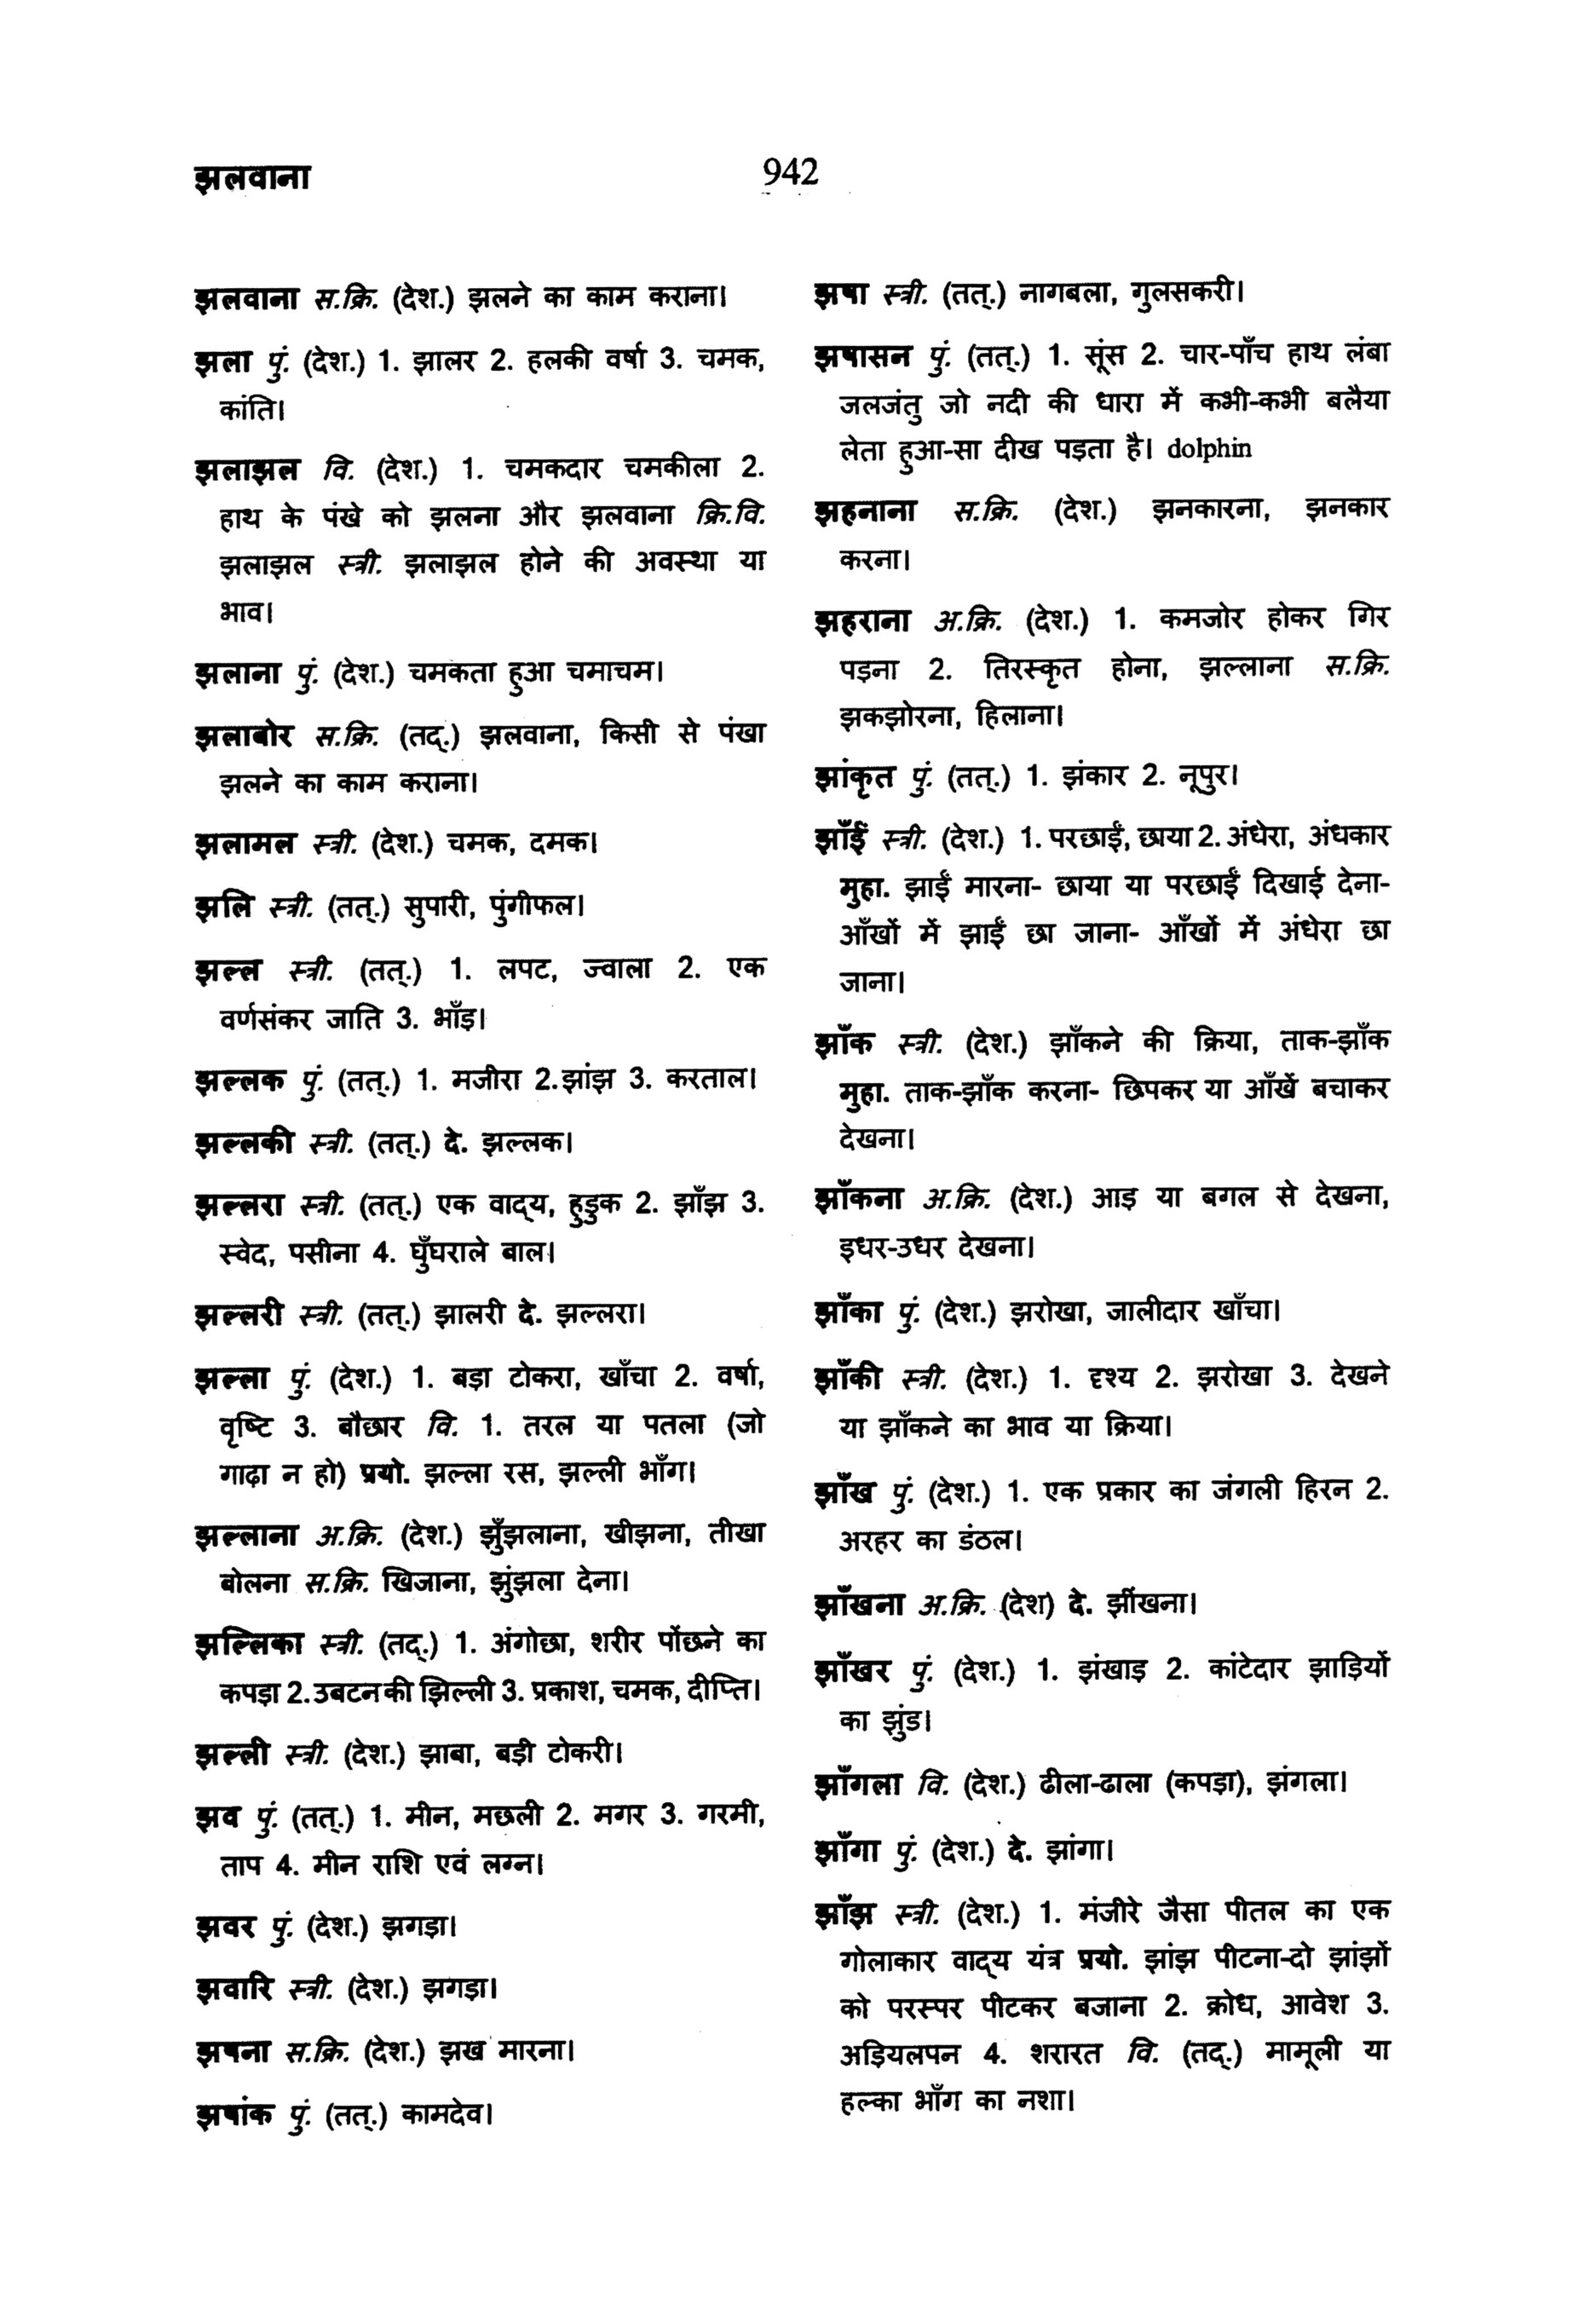 झलवाना
942
झलवाना स.क्रि. (देश.) झलने का काम कराना।
झला पुं. (देश.) 1. झालर 2. हलकी वर्षा 3. चमक,
कांति।
झलाझल वि. (देश.) 1. चमकदार चमकीला 2.
हाथ के पंखे को झलना और झलवाना क्रि.वि.
झलाझल स्त्री. झलाझल होने की अवस्था या
भाव।
झलाना पुं. (देश.) चमकता हुआ चमाचम।
झलाबोर स.क्रि. (तद्.) झलवाना, किसी से पंखा
झलने का काम कराना।
झलामल स्त्री. (देश.) चमक, दमक।
झलि स्त्री. (तत्.) सुपारी, पुंगीफल।
झल्ल स्त्री. (तत्.) 1. लपट, ज्वाला 2. एक
वर्णसंकर जाति 3. भाँड़।
झल्लक पुं. (तत्.) 1. मजीरा 2.झांझ 3. करताल।
झल्लकी स्त्री. (तत्.) दे. झल्लक।
झल्लरा स्त्री. (तत्.) एक वाद्य, हुडुक 2. झाँझ 3.
स्वेद, पसीना 4. घुँघराले बाल।
झल्लरी स्त्री. (तत्.) झालरी दे. झल्लरा।
झल्ला पुं. (देश.) 1. बड़ा टोकरा, खाँचा 2. वर्षा,
वृष्टि 3. बौछार वि. 1. तरल या पतला (जो
गाढ़ा न हो) प्रयो. झल्ला रस, झल्ली भाँग।
झल्लाना अ.क्रि. (देश.) झुँझलाना, खीझना, तीखा
बोलना स.क्रि. खिजाना, झुंझला देना।
झल्लिका स्त्री. (तद्.) 1. अंगोछा, शरीर पोंछने का
कपड़ा 2.उबटन की झिल्ली 3. प्रकाश, चमक, दीप्ति।
झल्ली स्त्री. (देश.) झाबा, बड़ी टोकरी।
झव पुं. (तत्.) 1. मीन, मछली 2. मगर 3. गरमी,
ताप 4. मीन राशि एवं लग्न।
झवर पुं. (देश.) झगड़ा।
झवारि स्त्री. (देश.) झगड़ा।
झषना स.क्रि. (देश.) झख मारना।
झषांक पुं. (तत्.) कामदेव।
झषा स्त्री. (तत्.) नागबला, गुलसकरी।
झषासन पुं. (तत्.) 1. सूंस 2. चार-पाँच हाथ लंबा
जलजंतु जो नदी की धारा में कभी-कभी बलैया
लेता हुआ-सा दीख पड़ता है। dolphin
झहनाना स.क्रि. (देश.) झनकारना, झनकार
करना।
झहराना अ.क्रि. (देश.) 1. कमजोर होकर गिर
पड़ना 2. तिरस्कृत होना, झल्लाना स.क्रि.
झकझोरना, हिलाना।
झांकृत पुं. (तत्.) 1. झंकार 2. नूपुर।
झाँईं स्त्री. (देश.) 1. परछाईं, छाया 2. अंधेरा, अंधकार
मुहा. झाईं मारना- छाया या परछाईं दिखाई देना-
आँखों में झाईं छा जाना- आँखों में अंधेरा छा
जाना।
झाँक स्त्री. (देश.) झाँकने की क्रिया, ताक-झाँक
मुहा. ताक-झाँक करना- छिपकर या आँखें बचाकर
देखना।
झाँकना अ.क्रि. (देश.) आड़ या बगल से देखना,
इधर-उधर देखना।
झाँका पुं. (देश.) झरोखा, जालीदार खाँचा।
झाँकी स्त्री. (देश.) 1. दृश्य 2. झरोखा 3. देखने
या झाँकने का भाव या क्रिया।
झाँख पुं. (देश.) 1. एक प्रकार का जंगली हिरन 2.
अरहर का डंठल।
झाँखना अ.क्रि. (देश) दे. झींखना।
झाँखर पुं. (देश.) 1. झंखाड़ 2. कांटेदार झाड़ियों
का झुंड।
झाँगला वि. (देश.) ढीला-ढाला (कपड़ा), झंगला।
झाँगा पुं. (देश.) दे. झांगा।
झाँझ स्त्री. (देश.) 1. मंजीरे जैसा पीतल का एक
गोलाकार वाद्य यंत्र प्रयो. झांझ पीटना-दो झांझों
को परस्पर पीटकर बजाना 2. क्रोध, आवेश 3.
अड़ियलपन 4. शरारत वि. (तद्.) मामूली या
हल्का भाँग का नशा।